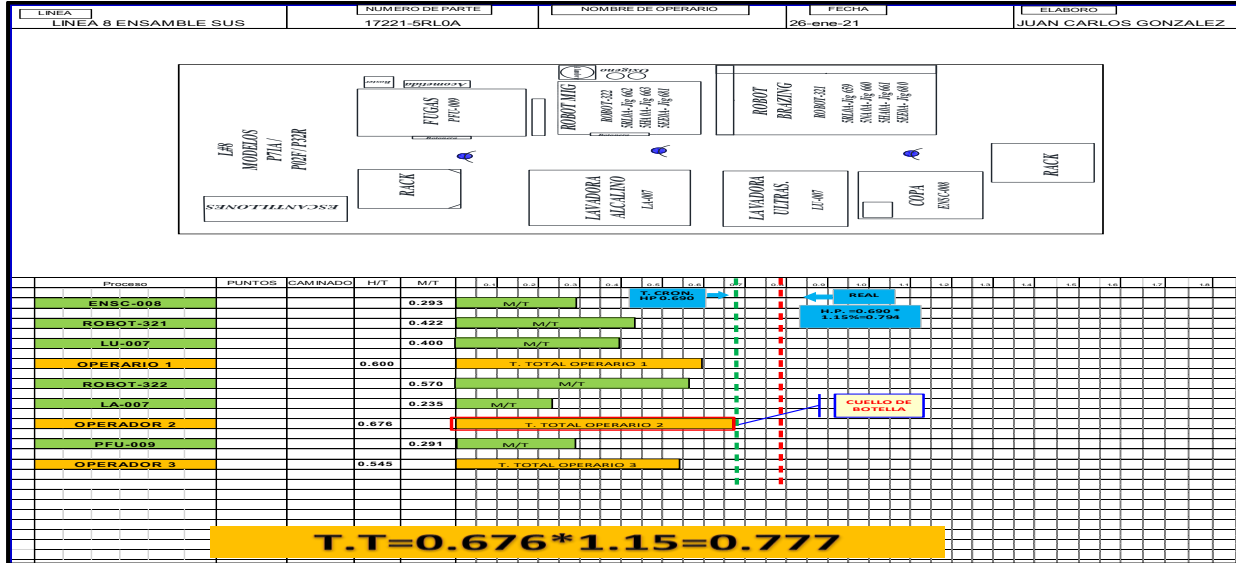 LINEA
NUMERO DE PARTE
NOMBRE DE OPERARIO
FECHA
ELABORO
LINEA 8 ENSAMBLE SUS
17221-5RL0A
26-ene-21
JUAN CARLOS GONZALEZ
L#8
MODELOS
P71A /
P02F / P32R
ESCANTILLONES
Acometida
FUGAS
PFU-009
RACK
Oxigeno
ROBOT MIG
ROBOT-322
LAVADORA
ALCALINO
LA-007
ROBOT
BRAZING
ROBOT-321
LAVADORA
ULTRAS.
LU-007
COPA
ENSC-008
RACK
Proceso
PUNTOS
CAMINADO
H/T
M/T
0.1 0.2 0.3 0.4 0.5 0.6 0.7 0.8 0.9 1.0 1.1 1.2 1.3 1.4 1.5 1.6 1.7 1.8
T. CRON.
HP 0.690
REAL
H.P. =0.690 *
1.15%=0.794
ENSC-008 0.293 M/T
ROBOT-321 0.422 M/T
LU-007 0.400 M/T
OPERARIO 1 0.600 T. TOTAL OPERARIO 1
ROBOT-322 0.570 M/T
LA-007 0.235 M/T
CUELLO DE
BOTELLA
OPERADOR 2 0.676 T. TOTAL OPERARIO 2
PFU-009 0.291 M/T
OPERADOR 3 0.545 T. TOTAL OPERARIO 3
T.T=0.676*1.15=0.777